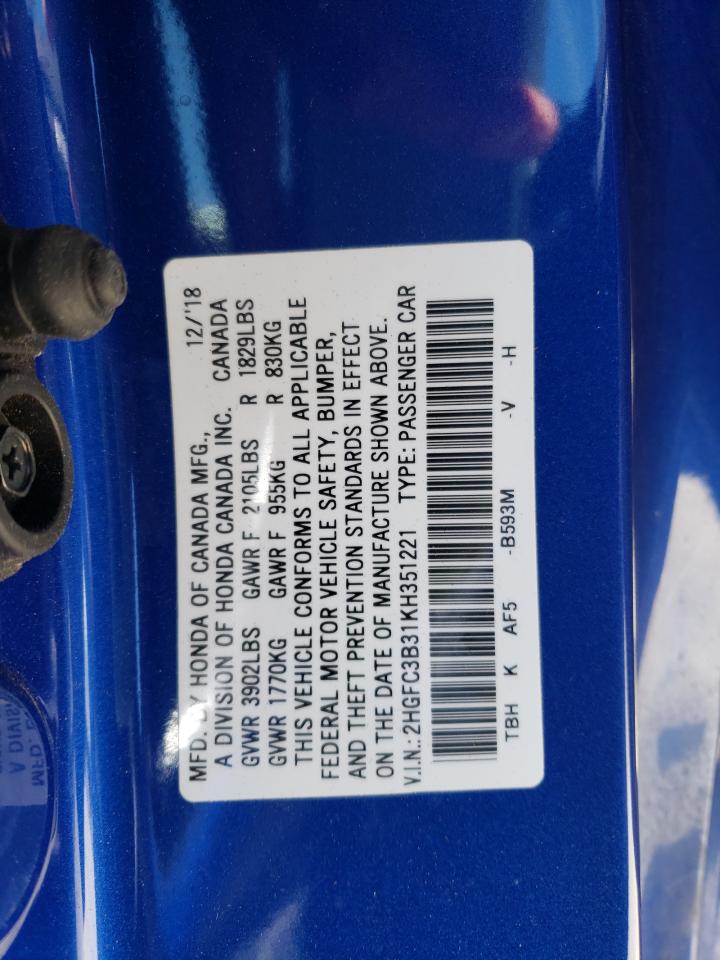 MFD. BY HONDA OF CANADA MFG., 12/'18
A DIVISION OF HONDA CANADA INC. CANADA
GVWR 3902LBS GAWR F 2105LBS R 1829LBS
GVWR 1770KG GAWR F 955KG R 830KG
THIS VEHICLE CONFORMS TO ALL APPLICABLE
FEDERAL MOTOR VEHICLE SAFETY, BUMPER,
AND THEFT PREVENTION STANDARDS IN EFFECT
ON THE DATE OF MANUFACTURE SHOWN ABOVE.
V.I.N.: 2HGFC3B31KH351221 TYPE: PASSENGER CAR
TBH K AF5 -B593M -V -H